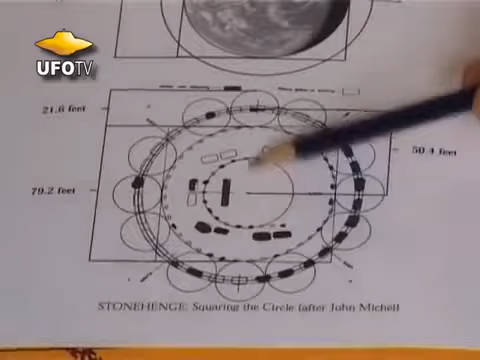 UFOTV
21.6 feet
50.4 feet
79.2 feet
STONEHENGE: Squaring the Circle (after John Michell